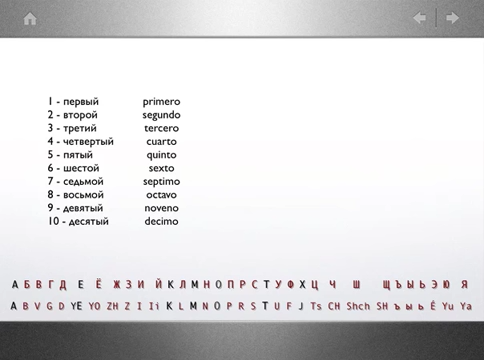 1 - первый primero
2 - второй segundo
3 - третий tercero
4 - четвертый cuarto
5 - пятый quinto
6 - шестой sexto
7 - седьмой septimo
8 - восьмой octavo
9 - девятый noveno
10 - десятый decimo
А Б В Г Д Е Ё Ж З И Й К Л М Н О П Р С Т У Ф Х Ц Ч Ш Щ Ъ Ы Ь Э Ю Я
A B V G D YE YO ZH Z I Ii K L M N O P R S T U F J Ts CH Shch SH ъ ы ь É Yu Ya